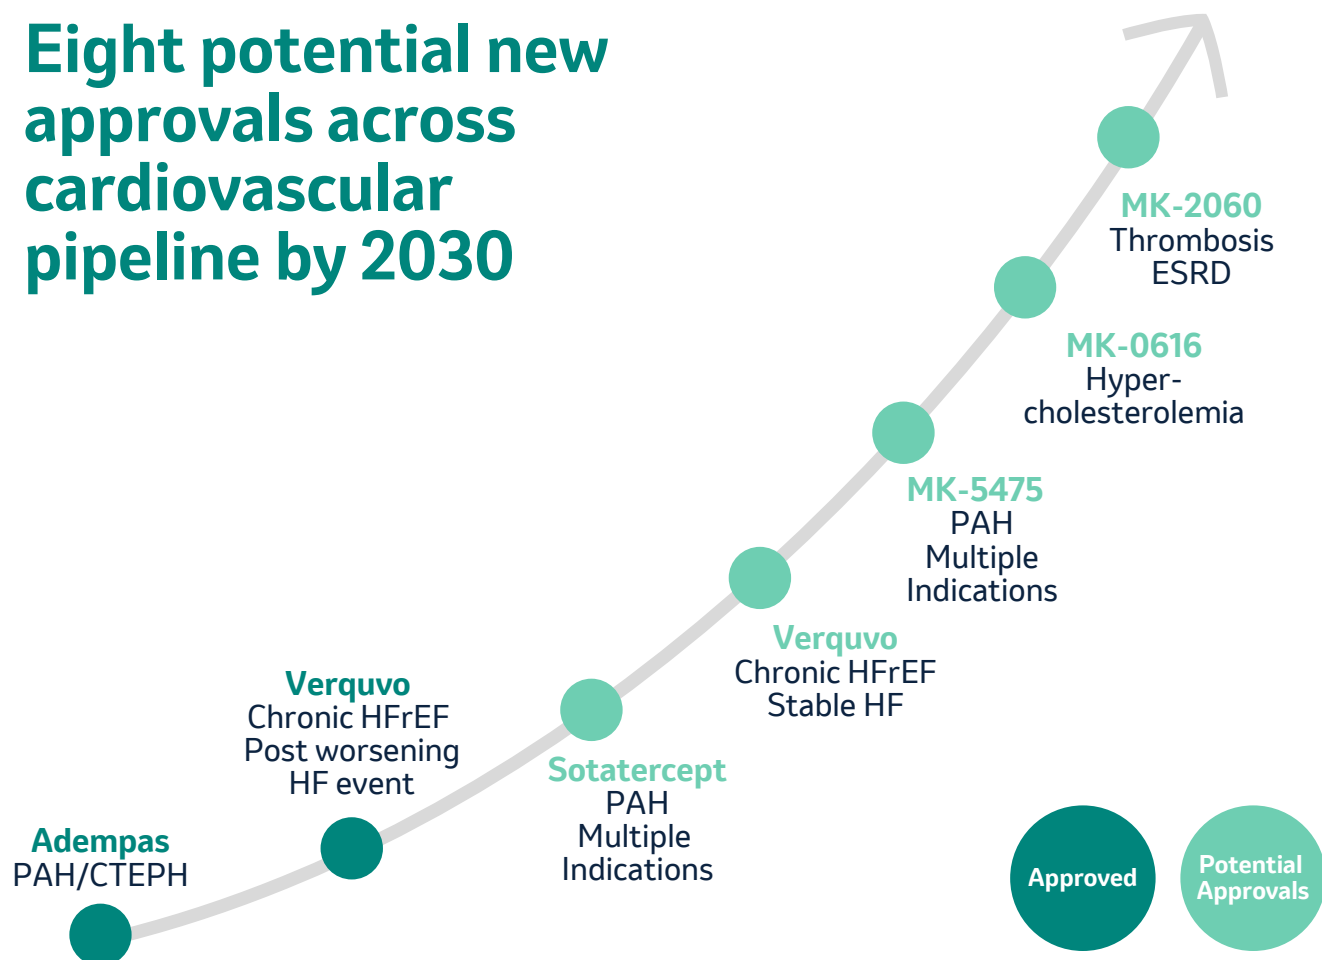 Eight potential new
approvals across
cardiovascular
pipeline by 2030
Adempas
PAH/CTEPH
Verquvo
Chronic HFrEF
Post worsening
HF event
Sotatercept
PAH
Multiple
Indications
Verquvo
Chronic HFrEF
Stable HF
MK-5475
PAH
Multiple
Indications
MK-0616
Hyper-
cholesterolemia
MK-2060
Thrombosis
ESRD
Approved
Potential
Approvals